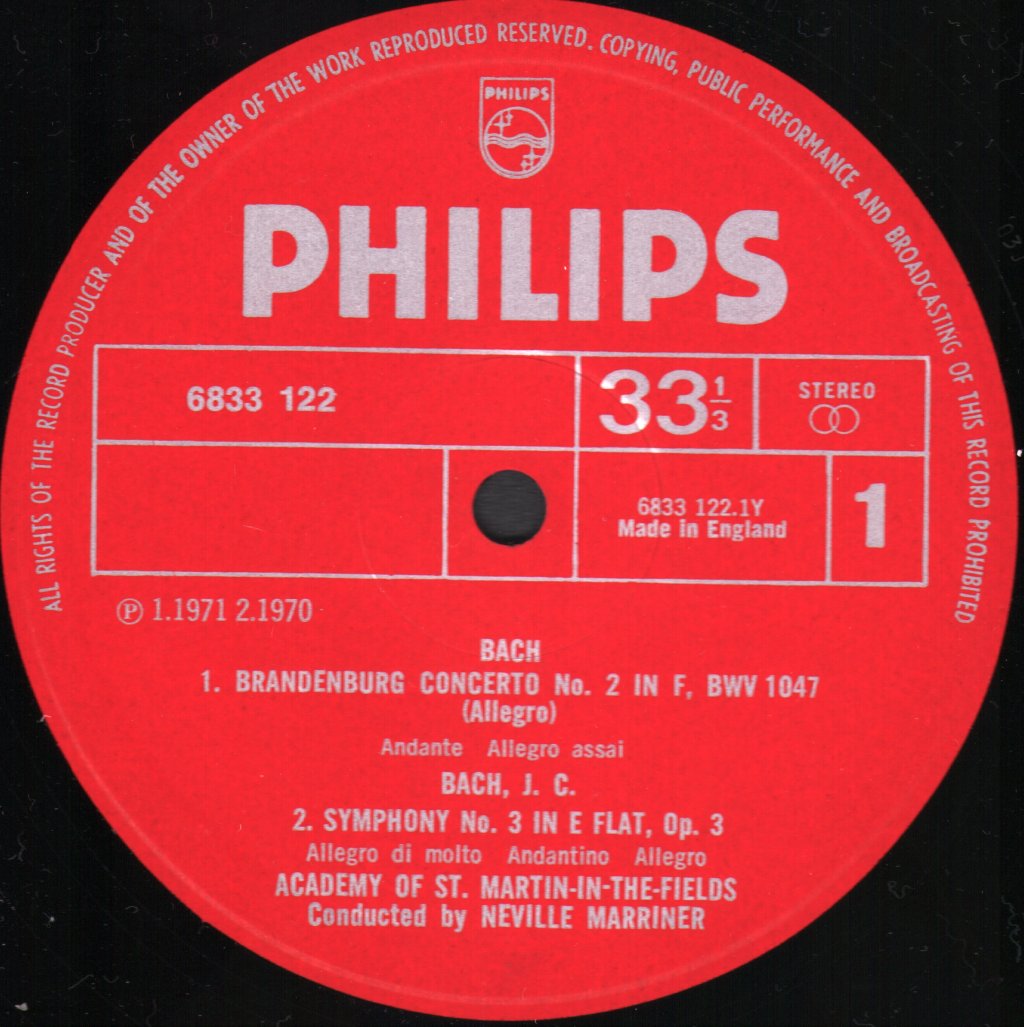 ALL RIGHTS OF THE RECORD PRODUCER AND OF THE OWNER OF THE WORK REPRODUCED RESERVED. COPYING, PUBLIC PERFORMANCE AND BROADCASTING OF THIS RECORD PROHIBITED
PHILIPS
PHILIPS
6833 122
33 1/3
STEREO
6833 122.1Y
Made in England
1
Ⓟ 1.1971 2.1970
BACH
1. BRANDENBURG CONCERTO No. 2 IN F, BWV 1047
(Allegro)
Andante Allegro assai
BACH, J. C.
2. SYMPHONY No. 3 IN E FLAT, Op. 3
Allegro di molto Andantino Allegro
ACADEMY OF ST. MARTIN-IN-THE-FIELDS
Conducted by NEVILLE MARRINER